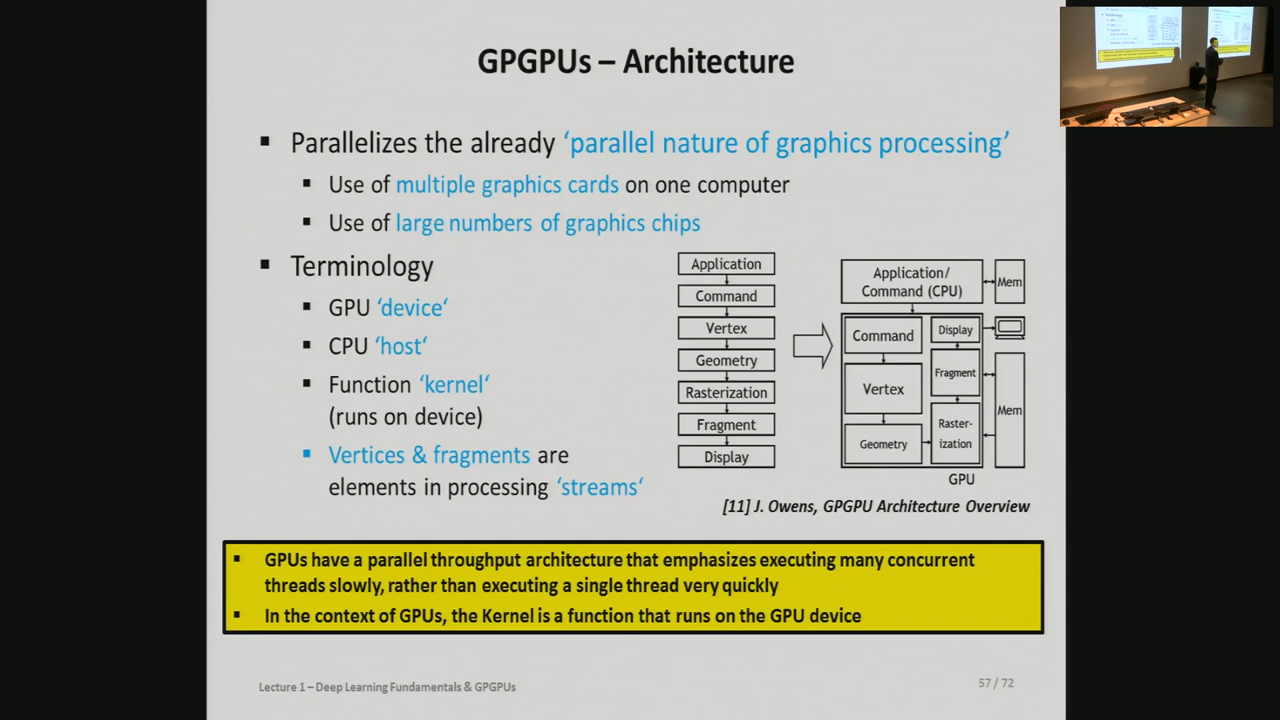 GPGPUs – Architecture
▪ Parallelizes the already ‘parallel nature of graphics processing’
▪ Use of multiple graphics cards on one computer
▪ Use of large numbers of graphics chips
▪ Terminology
▪ GPU ‘device‘
▪ CPU ‘host‘
▪ Function ‘kernel‘
(runs on device)
▪ Vertices & fragments are
elements in processing ‘streams‘
Application
Command
Vertex
Geometry
Rasterization
Fragment
Display
Application/
Command (CPU)
Mem
Command
Vertex
Geometry
Display
Fragment
Raster-
ization
Mem
GPU
[11] J. Owens, GPGPU Architecture Overview
▪ GPUs have a parallel throughput architecture that emphasizes executing many concurrent
threads slowly, rather than executing a single thread very quickly
▪ In the context of GPUs, the Kernel is a function that runs on the GPU device
Lecture 1 – Deep Learning Fundamentals & GPGPUs
57 / 72